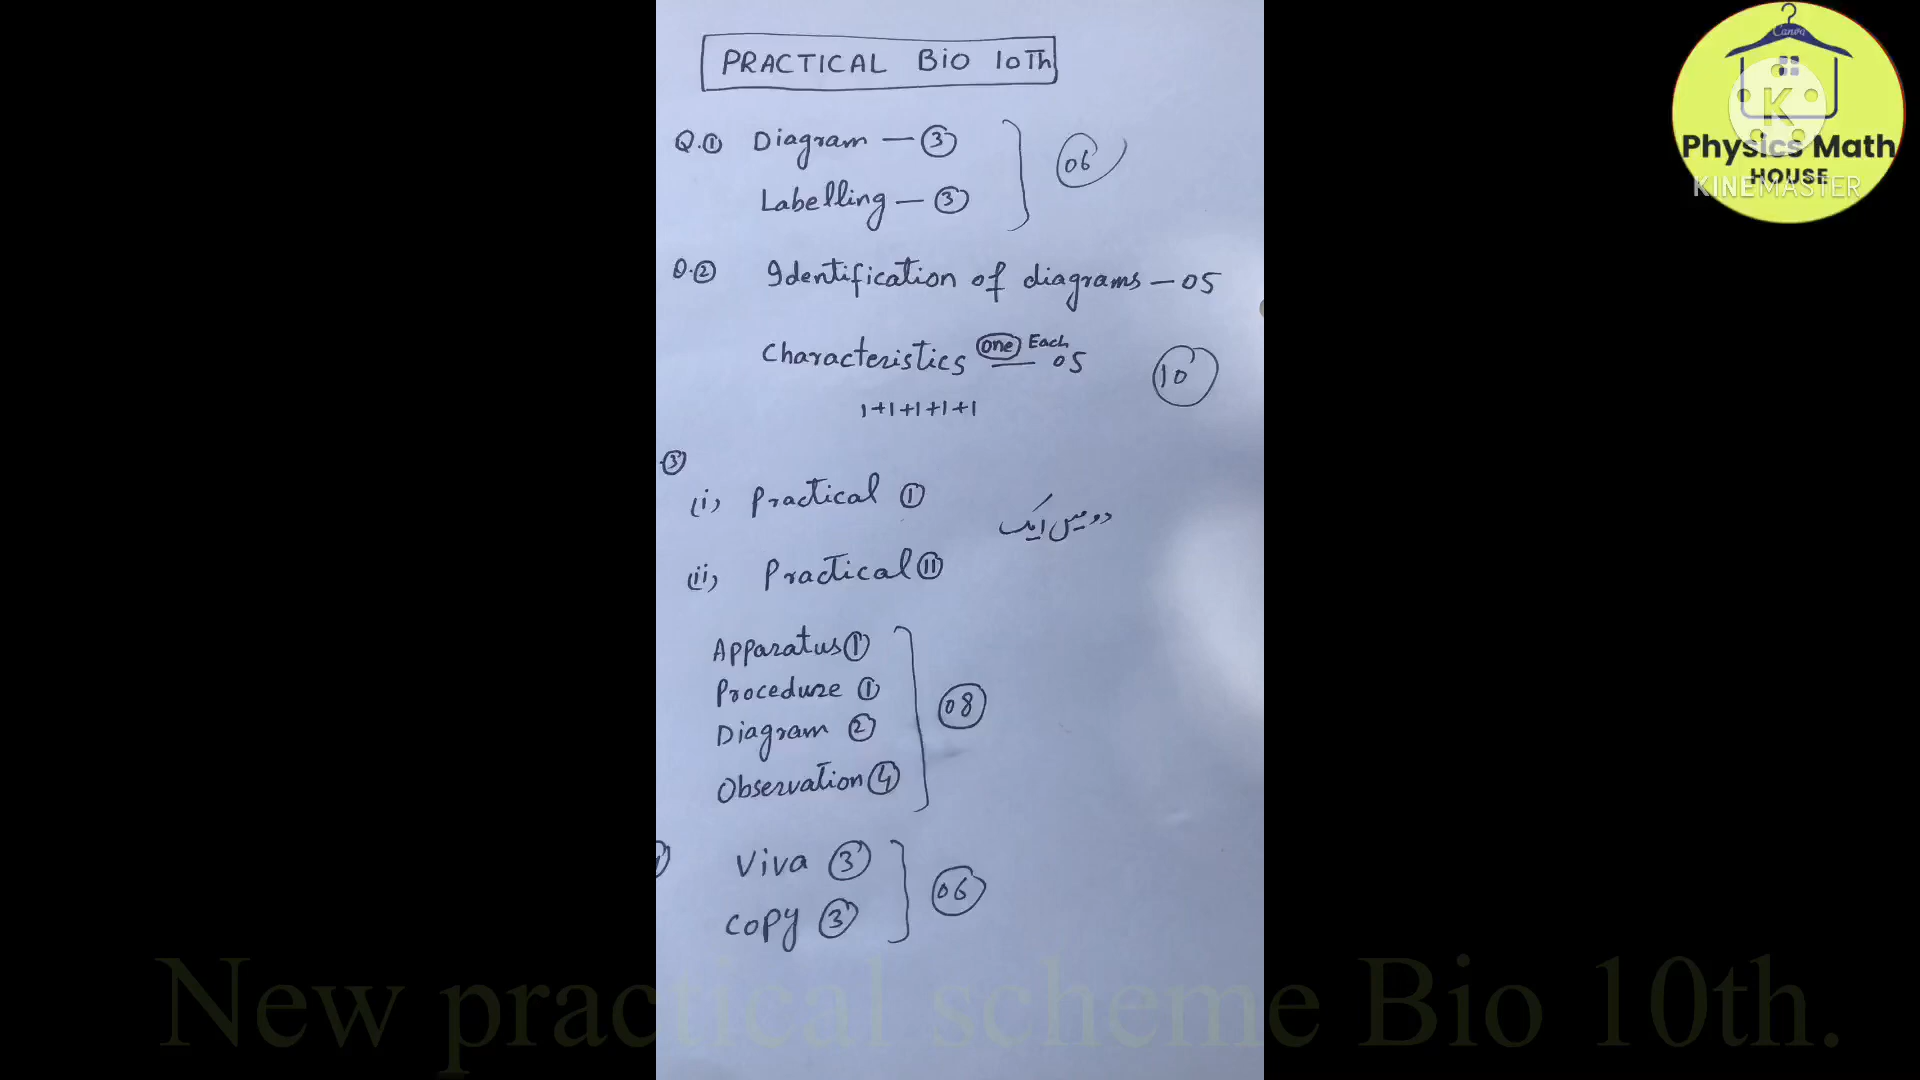 PRACTICAL BIO 10Th
Q.① Diagram — ③
Labelling — ③
06
Q.② Identification of diagrams — 05
Characteristics one Each 05
1+1+1+1+1
10
③
(i) Practical ①
دو میں ایک
(ii) Practical ⑪
Apparatus ①
Procedure ①
Diagram ②
Observation ④
08
Viva ③
Copy ③
06
Canva
K
Physics Math
HOUSE
KINEMASTER
New practical scheme Bio 10th.